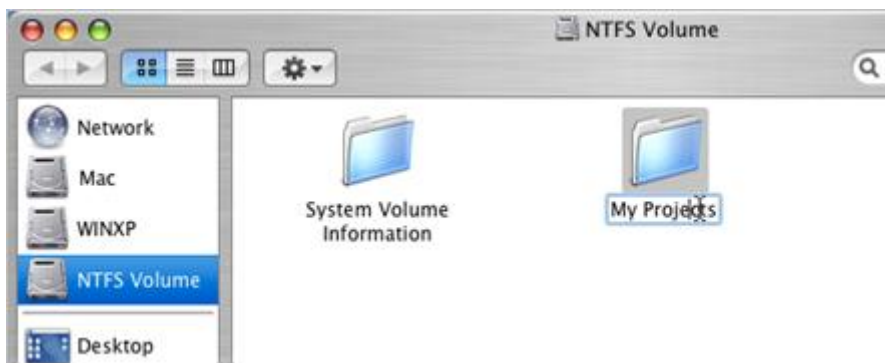 NTFS Volume
Network
Mac
WINXP
NTFS Volume
Desktop
System Volume
Information
My Projects